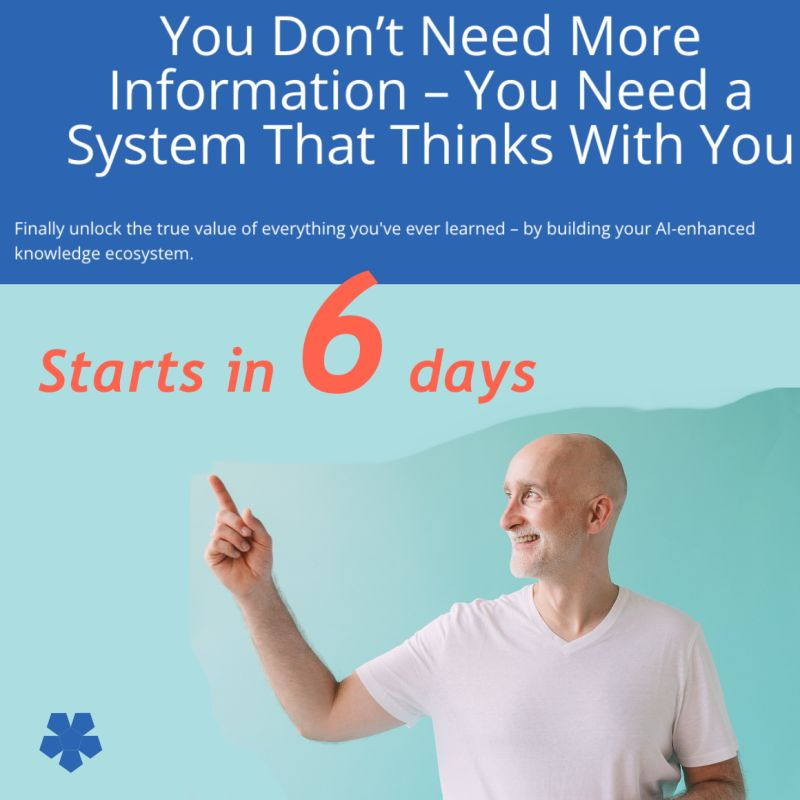 You Don’t Need More
Information – You Need a
System That Thinks With You
Finally unlock the true value of everything you've ever learned – by building your AI-enhanced
knowledge ecosystem.
Starts in 6 days